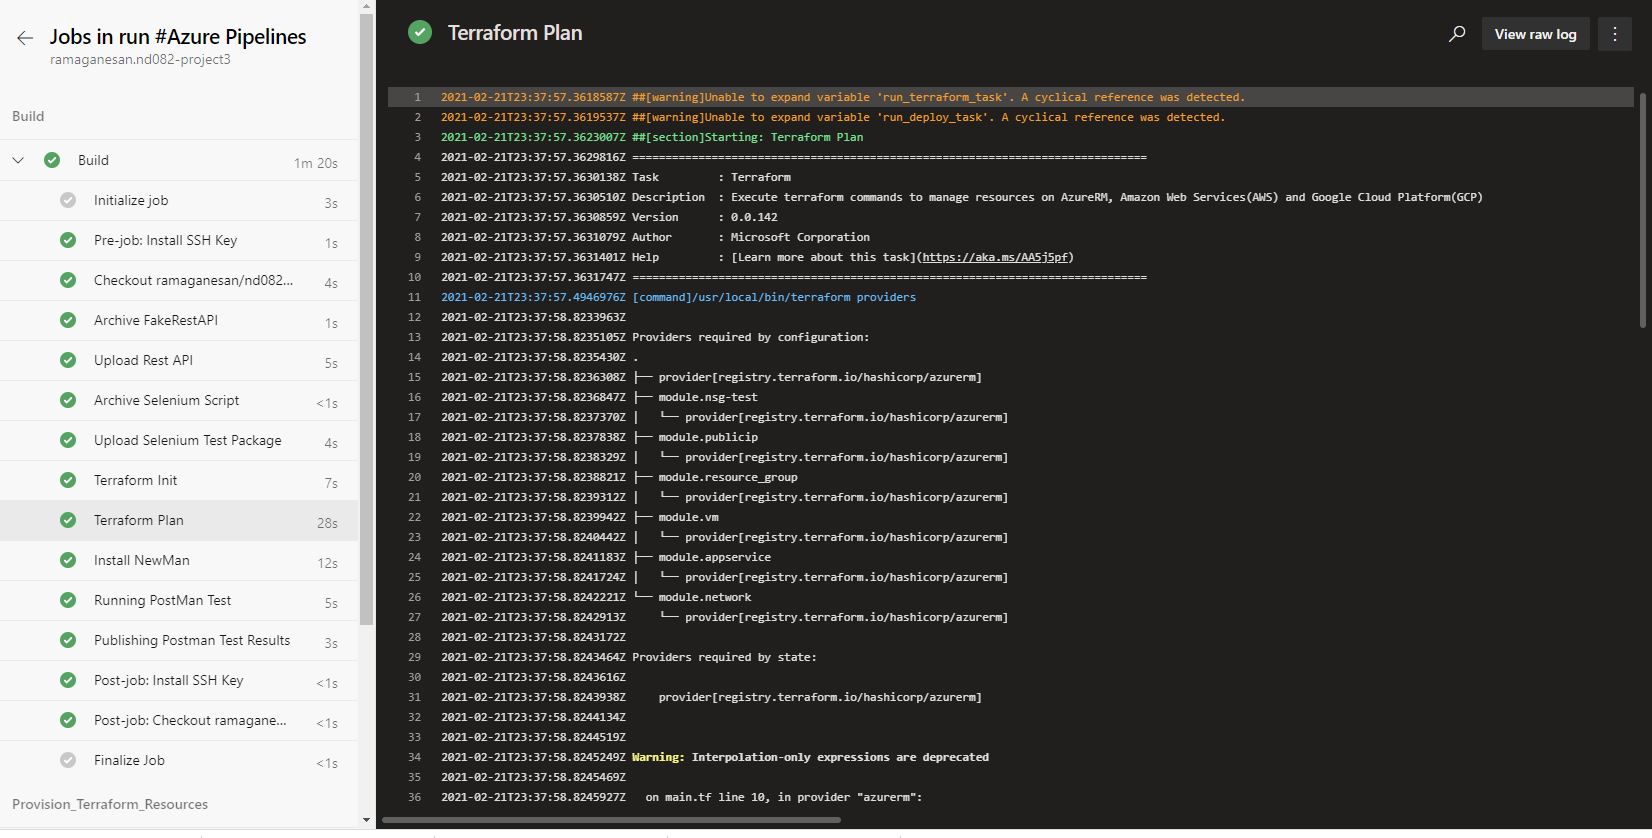 Jobs in run #Azure Pipelines
ramaganesan.nd082-project3
Build
Build 1m 20s
Initialize job 3s
Pre-job: Install SSH Key 1s
Checkout ramaganesan/nd082... 4s
Archive FakeRestAPI 1s
Upload Rest API 5s
Archive Selenium Script <1s
Upload Selenium Test Package 4s
Terraform Init 7s
Terraform Plan 28s
Install NewMan 12s
Running PostMan Test 5s
Publishing Postman Test Results 3s
Post-job: Install SSH Key <1s
Post-job: Checkout ramagane... <1s
Finalize Job <1s
Provision_Terraform_Resources
Terraform Plan
View raw log
1 2021-02-21T23:37:57.3618587Z ##[warning]Unable to expand variable 'run_terraform_task'. A cyclical reference was detected.
2 2021-02-21T23:37:57.3619537Z ##[warning]Unable to expand variable 'run_deploy_task'. A cyclical reference was detected.
3 2021-02-21T23:37:57.3623007Z ##[section]Starting: Terraform Plan
4 2021-02-21T23:37:57.3629816Z ==============================================================================
5 2021-02-21T23:37:57.3630138Z Task         : Terraform
6 2021-02-21T23:37:57.3630510Z Description  : Execute terraform commands to manage resources on AzureRM, Amazon Web Services(AWS) and Google Cloud Platform(GCP)
7 2021-02-21T23:37:57.3630859Z Version      : 0.0.142
8 2021-02-21T23:37:57.3631079Z Author       : Microsoft Corporation
9 2021-02-21T23:37:57.3631401Z Help         : [Learn more about this task](https://aka.ms/AA5j5pf)
10 2021-02-21T23:37:57.3631747Z ==============================================================================
11 2021-02-21T23:37:57.4946976Z [command]/usr/local/bin/terraform providers
12 2021-02-21T23:37:58.8233963Z
13 2021-02-21T23:37:58.8235105Z Providers required by configuration:
14 2021-02-21T23:37:58.8235430Z .
15 2021-02-21T23:37:58.8236308Z ├── provider[registry.terraform.io/hashicorp/azurerm]
16 2021-02-21T23:37:58.8236847Z ├── module.nsg-test
17 2021-02-21T23:37:58.8237370Z │   └── provider[registry.terraform.io/hashicorp/azurerm]
18 2021-02-21T23:37:58.8237838Z ├── module.publicip
19 2021-02-21T23:37:58.8238329Z │   └── provider[registry.terraform.io/hashicorp/azurerm]
20 2021-02-21T23:37:58.8238821Z ├── module.resource_group
21 2021-02-21T23:37:58.8239312Z │   └── provider[registry.terraform.io/hashicorp/azurerm]
22 2021-02-21T23:37:58.8239942Z ├── module.vm
23 2021-02-21T23:37:58.8240442Z │   └── provider[registry.terraform.io/hashicorp/azurerm]
24 2021-02-21T23:37:58.8241183Z ├── module.appservice
25 2021-02-21T23:37:58.8241724Z │   └── provider[registry.terraform.io/hashicorp/azurerm]
26 2021-02-21T23:37:58.8242221Z └── module.network
27 2021-02-21T23:37:58.8242913Z     └── provider[registry.terraform.io/hashicorp/azurerm]
28 2021-02-21T23:37:58.8243172Z
29 2021-02-21T23:37:58.8243464Z Providers required by state:
30 2021-02-21T23:37:58.8243616Z
31 2021-02-21T23:37:58.8243938Z     provider[registry.terraform.io/hashicorp/azurerm]
32 2021-02-21T23:37:58.8244134Z
33 2021-02-21T23:37:58.8244519Z
34 2021-02-21T23:37:58.8245249Z Warning: Interpolation-only expressions are deprecated
35 2021-02-21T23:37:58.8245469Z
36 2021-02-21T23:37:58.8245927Z   on main.tf line 10, in provider "azurerm":